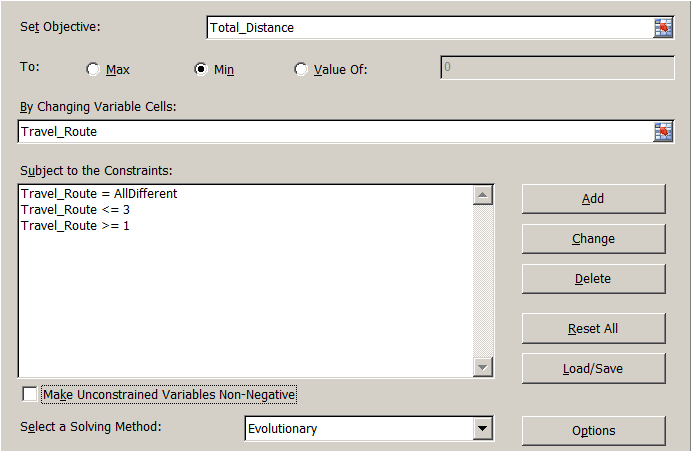 Set Objective: Total_Distance
To: Max Min Value Of: 0
By Changing Variable Cells:
Travel_Route
Subject to the Constraints:
Travel_Route = AllDifferent
Travel_Route <= 3
Travel_Route >= 1
Add
Change
Delete
Reset All
Load/Save
Make Unconstrained Variables Non-Negative
Select a Solving Method: Evolutionary Options